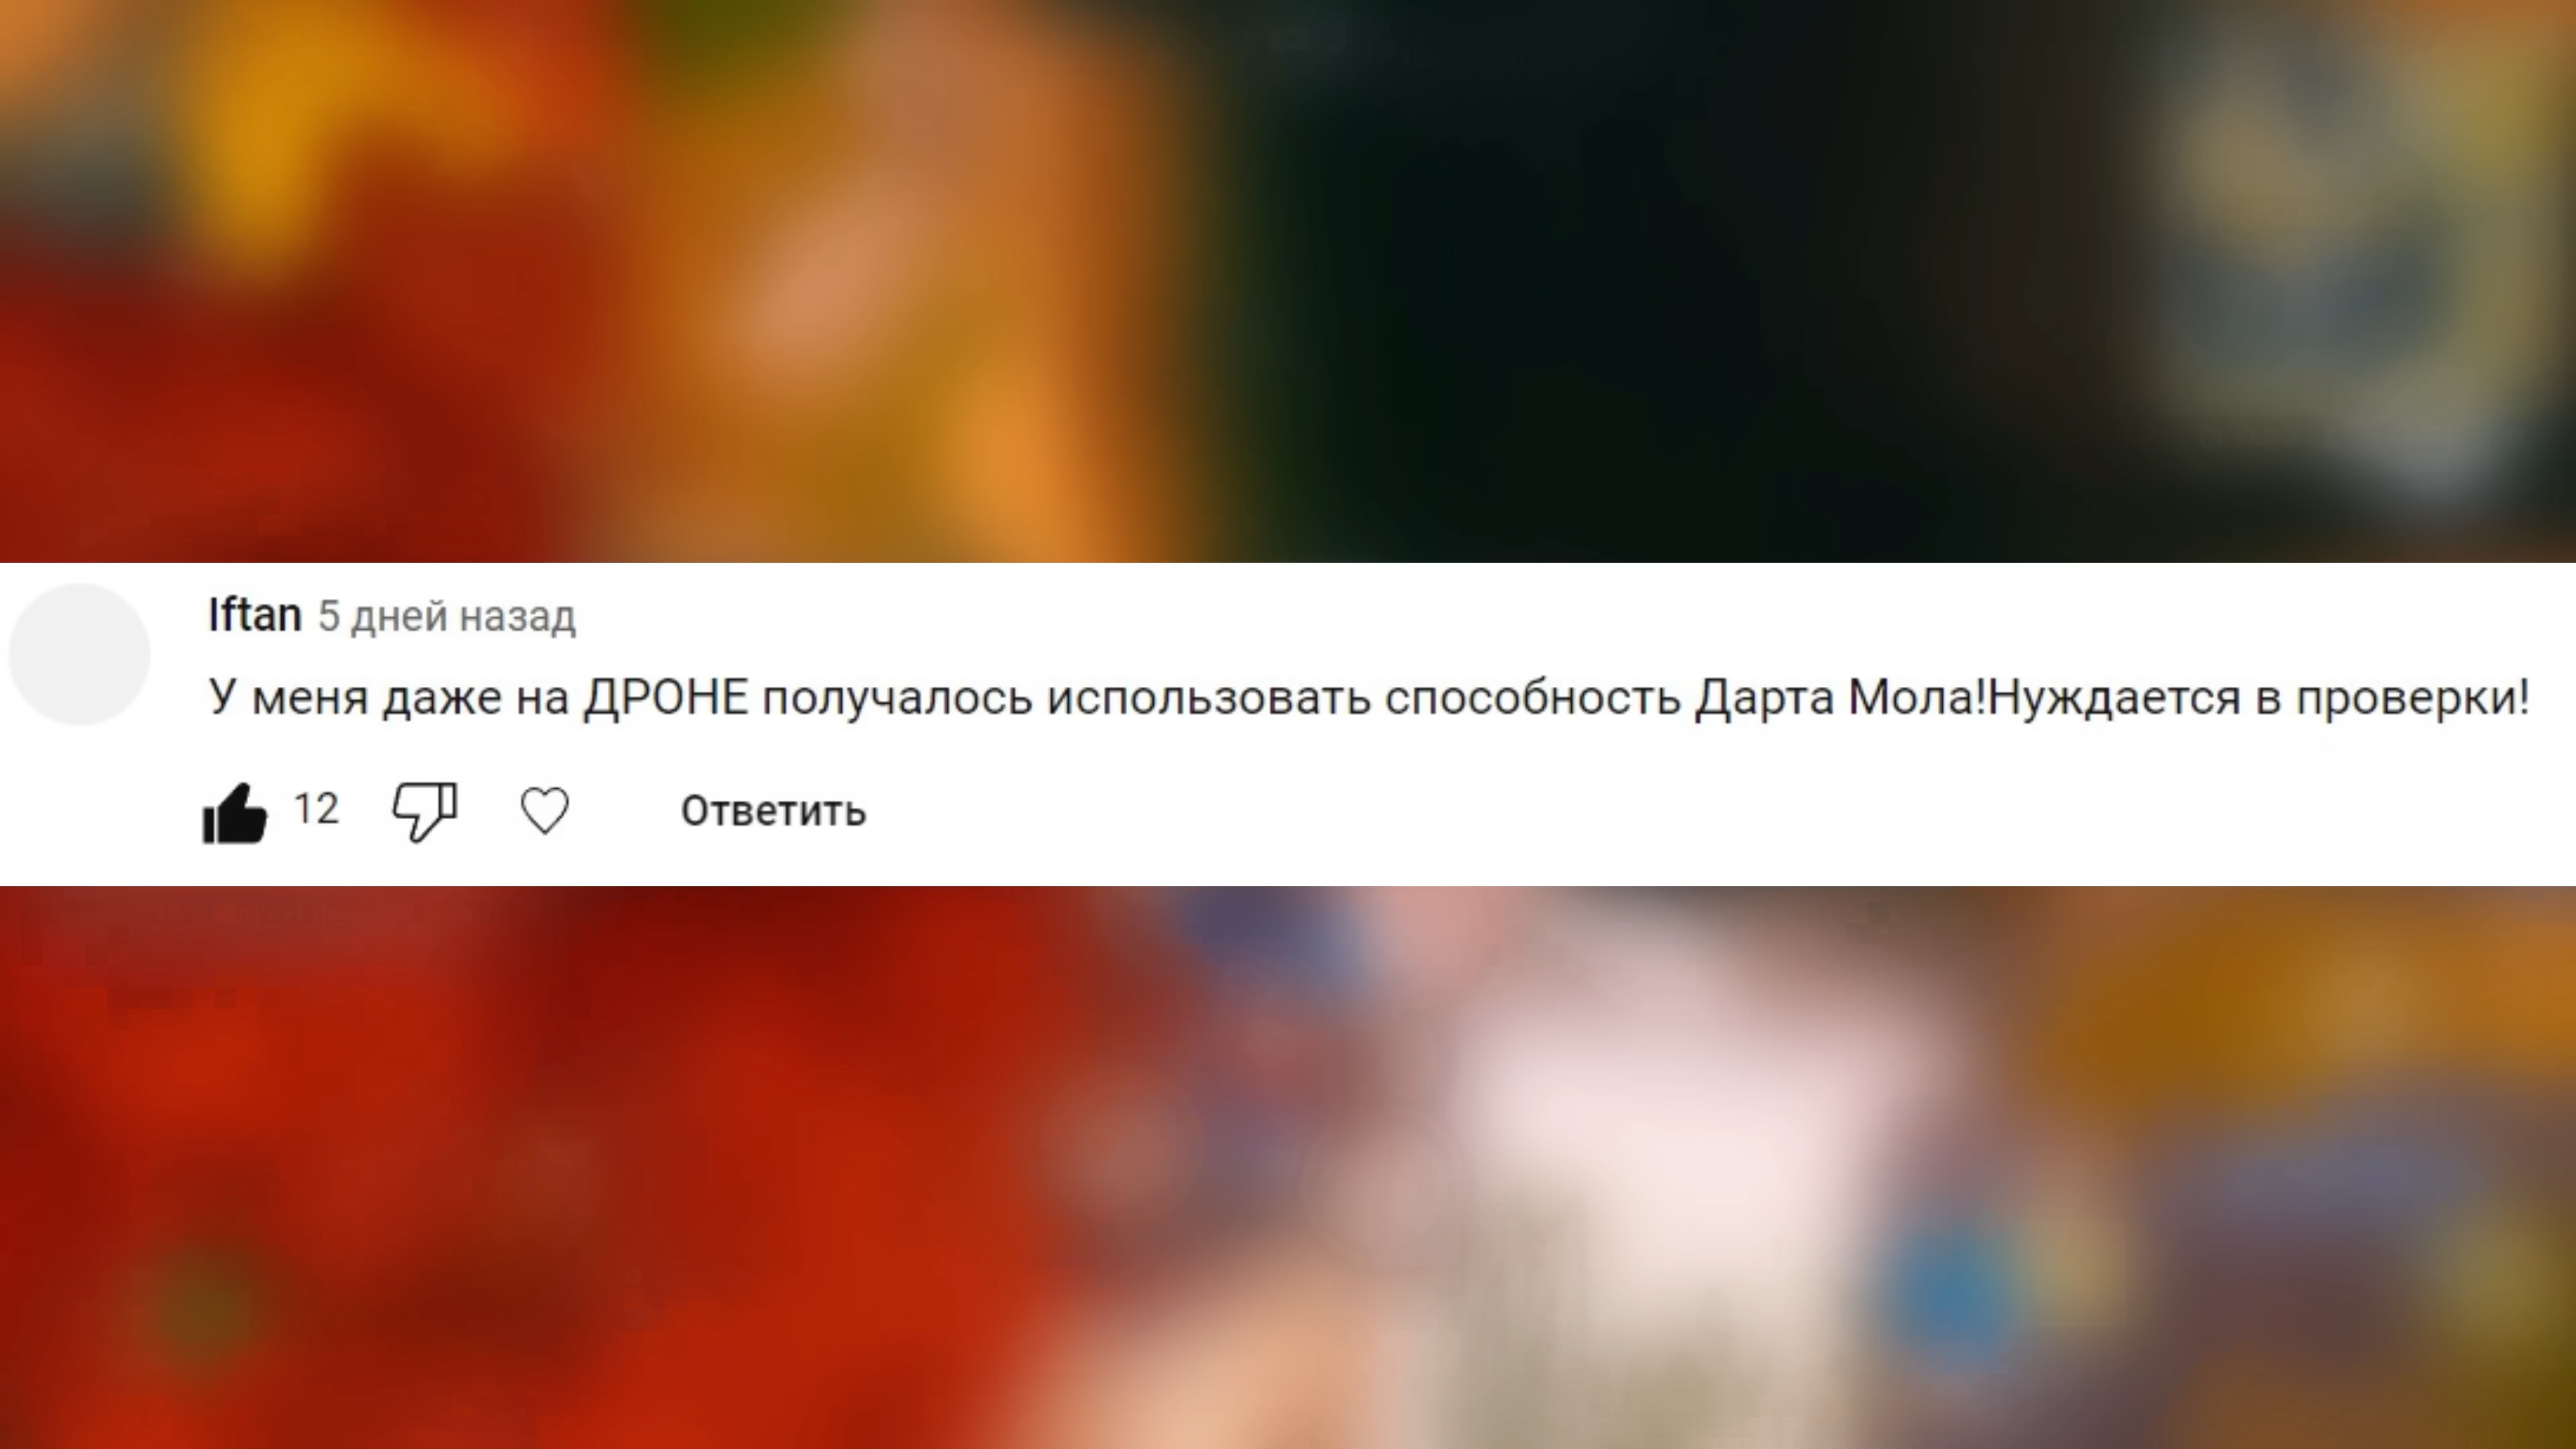 Iftan 5 дней назад
У меня даже на ДРОНЕ получалось использовать способность Дарта Мола!Нуждается в проверки!
12 Ответить